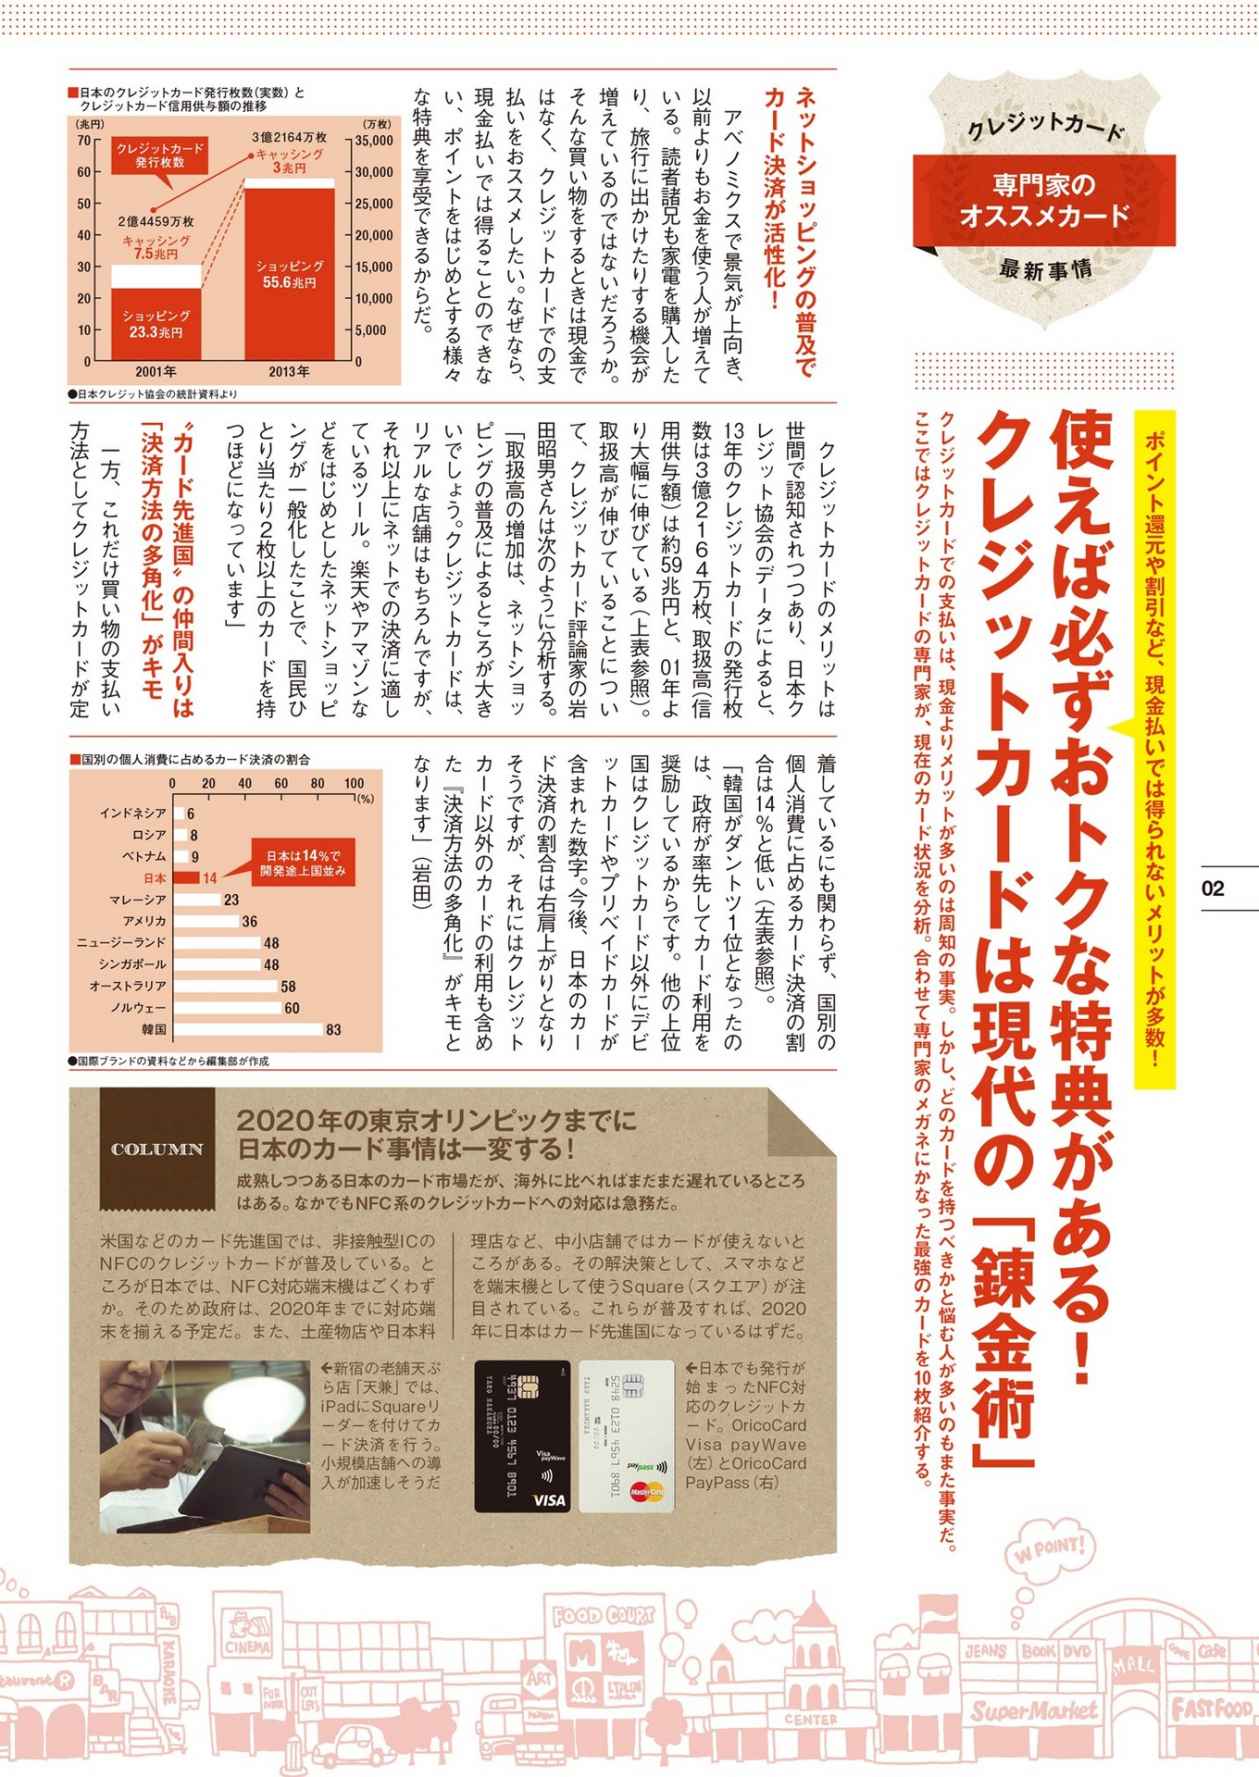 クレジットカード
専門家の
オススメカード
最新事情
ポイント還元や割引など、現金払いでは得られないメリットが多数！
使えば必ずおトクな特典がある！
クレジットカードは現代の「錬金術」
クレジットカードでの支払いは、現金よりメリットが多いのは周知の事実。しかし、どのカードを持つべきかと悩む人が多いのもまた事実だ。
ここではクレジットカードの専門家が、現在のカード状況を分析。合わせて専門家のメガネにかなった最強のカードを10枚紹介する。
02
ネットショッピングの普及で
カード決済が活性化！
アベノミクスで景気が上向き、
以前よりもお金を使う人が増えて
いる。読者諸兄も家電を購入した
り、旅行に出かけたりする機会が
増えているのではないだろうか。
そんな買い物をするときは現金で
はなく、クレジットカードでの支
払いをおススメしたい。なぜなら、
現金払いでは得ることのできな
い、ポイントをはじめとする様々
な特典を享受できるからだ。
■日本のクレジットカード発行枚数(実数)と
クレジットカード信用供与額の推移
(兆円)
70
60
50
40
30
20
10
0
(万枚)
35,000
30,000
25,000
20,000
15,000
10,000
5,000
0
クレジットカード
発行枚数
3億2164万枚
キャッシング
3兆円
2億4459万枚
キャッシング
7.5兆円
ショッピング
55.6兆円
ショッピング
23.3兆円
2001年
2013年
●日本クレジット協会の統計資料より
クレジットカードのメリットは
世間で認知されつつあり、日本ク
レジット協会のデータによると、
13年のクレジットカードの発行枚
数は3億2164万枚、取扱高(信
用供与額)は約59兆円と、01年よ
り大幅に伸びている(上表参照)。
取扱高が伸びていることについ
て、クレジットカード評論家の岩
田昭男さんは次のように分析する。
「取扱高の増加は、ネットショッ
ピングの普及によるところが大き
いでしょう。クレジットカードは、
リアルな店舗はもちろんですが、
それ以上にネットでの決済に適し
ているツール。楽天やアマゾンな
どをはじめとしたネットショッピ
ングが一般化したことで、国民ひ
とり当たり2枚以上のカードを持
つほどになっています」
〝カード先進国〟の仲間入りは
「決済方法の多角化」がキモ
一方、これだけ買い物の支払い
方法としてクレジットカードが定
着しているにも関わらず、国別の
個人消費に占めるカード決済の割
合は14％と低い(左表参照)。
「韓国がダントツ1位となったの
は、政府が率先してカード利用を
奨励しているからです。他の上位
国はクレジットカード以外にデビ
ットカードやプリペイドカードが
含まれた数字。今後、日本のカー
ド決済の割合は右肩上がりとなり
そうですが、それにはクレジット
カード以外のカードの利用も含め
た『決済方法の多角化』がキモと
なります」(岩田)
■国別の個人消費に占めるカード決済の割合
0 20 40 60 80 100
(%)
インドネシア 6
ロシア 8
ベトナム 9
日本 14
マレーシア 23
アメリカ 36
ニュージーランド 48
シンガポール 48
オーストラリア 58
ノルウェー 60
韓国 83
日本は14％で
開発途上国並み
●国際ブランドの資料などから編集部が作成
COLUMN
2020年の東京オリンピックまでに
日本のカード事情は一変する！
成熟しつつある日本のカード市場だが、海外に比べればまだまだ遅れているところ
はある。なかでもNFC系のクレジットカードへの対応は急務だ。
米国などのカード先進国では、非接触型ICの
NFCのクレジットカードが普及している。と
ころが日本では、NFC対応端末機はごくわず
か。そのため政府は、2020年までに対応端
末を揃える予定だ。また、土産物店や日本料
理店など、中小店舗ではカードが使えないと
ころがある。その解決策として、スマホなど
を端末機として使うSquare(スクエア)が注
目されている。これらが普及すれば、2020
年に日本はカード先進国になっているはずだ。
←新宿の老舗天ぷ
ら店「天兼」では、
iPadにSquareリ
ーダーを付けてカ
ード決済を行う。
小規模店舗への導
入が加速しそうだ
4937 0123 4567 8901
Visa
payWave
VISA
5248 0123 4567 8901
paypass
MasterCard
←日本でも発行が
始まったNFC対
応のクレジットカ
ード。OricoCard
Visa payWave
(左)とOricoCard
PayPass(右)
W POINT!
PUB
KARAOKE
BAR
CINEMA
FOOD COURT
ART
CENTER
JEANS BOOK DVD
MALL
SuperMarket
FAST FOOD